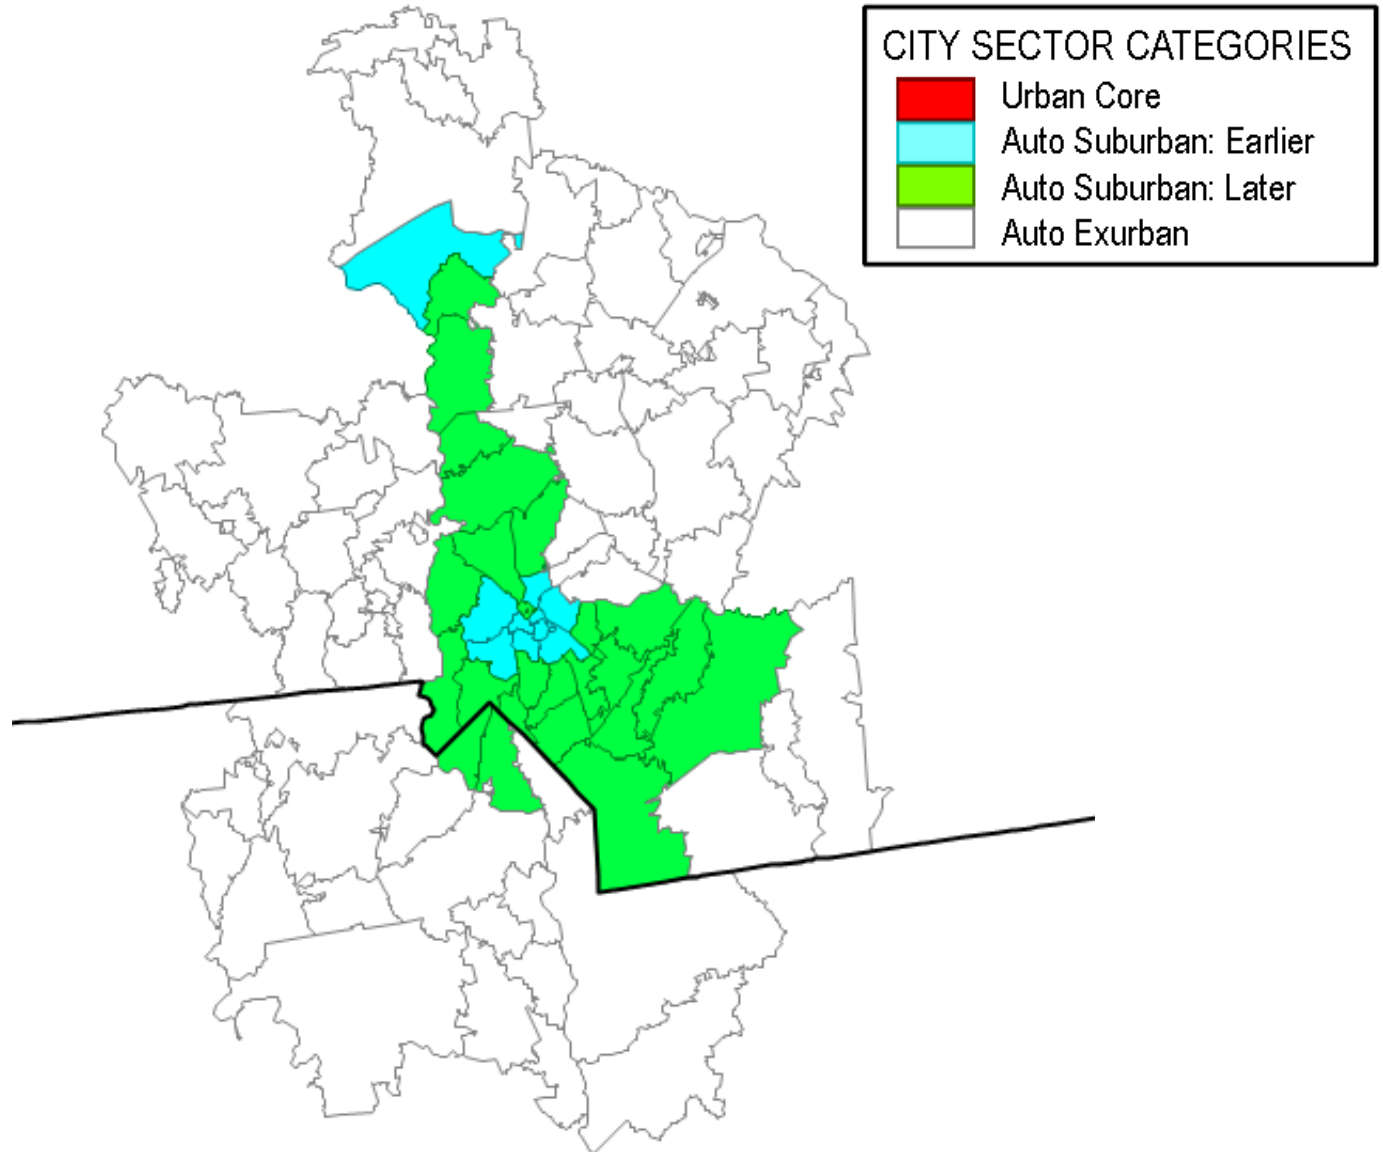 CITY SECTOR CATEGORIES
Urban Core
Auto Suburban: Earlier
Auto Suburban: Later
Auto Exurban